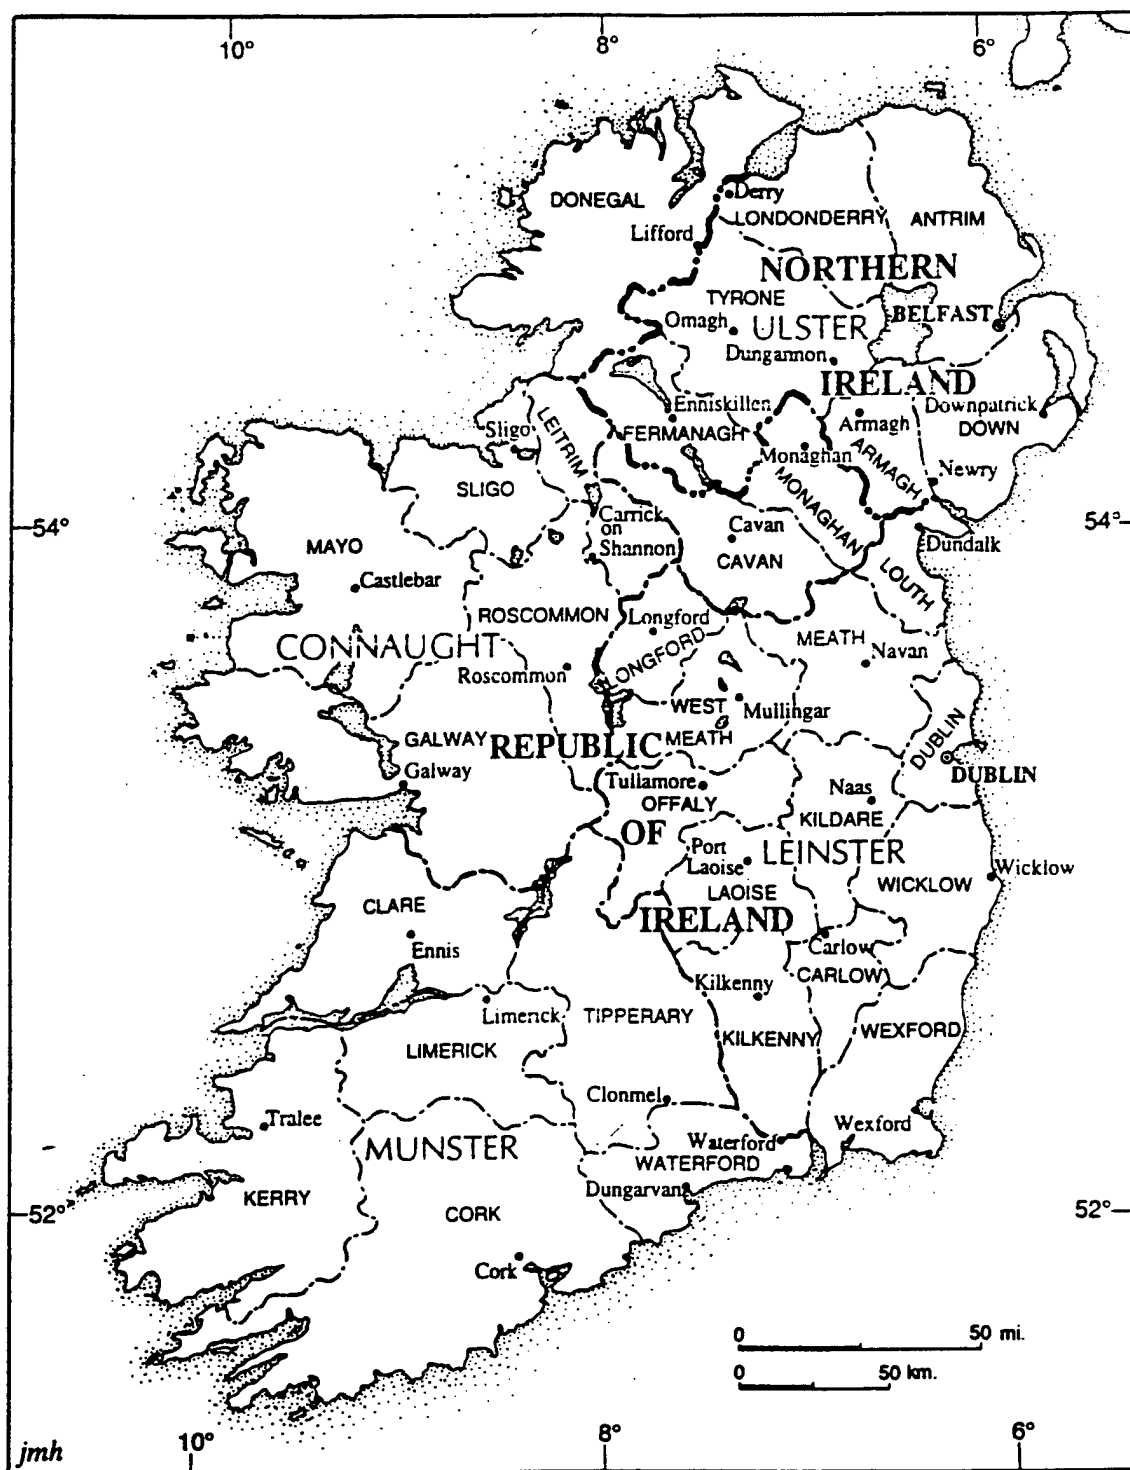 10°
8°
6°
DONEGAL
Derry
LONDONDERRY
ANTRIM
Lifford
NORTHERN
TYRONE
Omagh
ULSTER
BELFAST
Dungannon
IRELAND
Enniskillen
Armagh
Downpatrick
DOWN
FERMANAGH
Sligo
LEITRIM
Monaghan
ARMAGH
Newry
SLIGO
MONAGHAN
54°
Carrick
on
Shannon
Cavan
CAVAN
54°
Dundalk
MAYO
Castlebar
LOUTH
ROSCOMMON
Longford
LONGFORD
MEATH
Navan
CONNAUGHT
Roscommon
WEST
MEATH
Mullingar
GALWAY
Galway
REPUBLIC
DUBLIN
DUBLIN
Tullamore
OFFALY
Naas
KILDARE
OF
Port
Laoise
LEINSTER
LAOISE
WICKLOW
Wicklow
CLARE
Ennis
IRELAND
Carlow
CARLOW
Kilkenny
Limerick
TIPPERARY
LIMERICK
KILKENNY
WEXFORD
Clonmel
Tralee
MUNSTER
Waterford
WATERFORD
Wexford
Dungarvan
KERRY
52°
CORK
52°
Cork
0 50 mi.
0 50 km.
jmh
10°
8°
6°